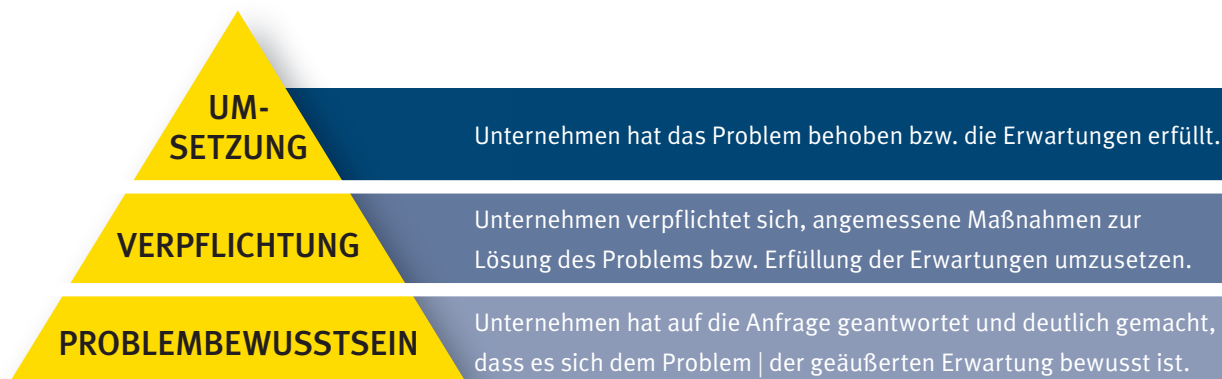 UM-
SETZUNG
Unternehmen hat das Problem behoben bzw. die Erwartungen erfüllt.
VERPFLICHTUNG
Unternehmen verpflichtet sich, angemessene Maßnahmen zur
Lösung des Problems bzw. Erfüllung der Erwartungen umzusetzen.
PROBLEMBEWUSSTSEIN
Unternehmen hat auf die Anfrage geantwortet und deutlich gemacht,
dass es sich dem Problem | der geäußerten Erwartung bewusst ist.